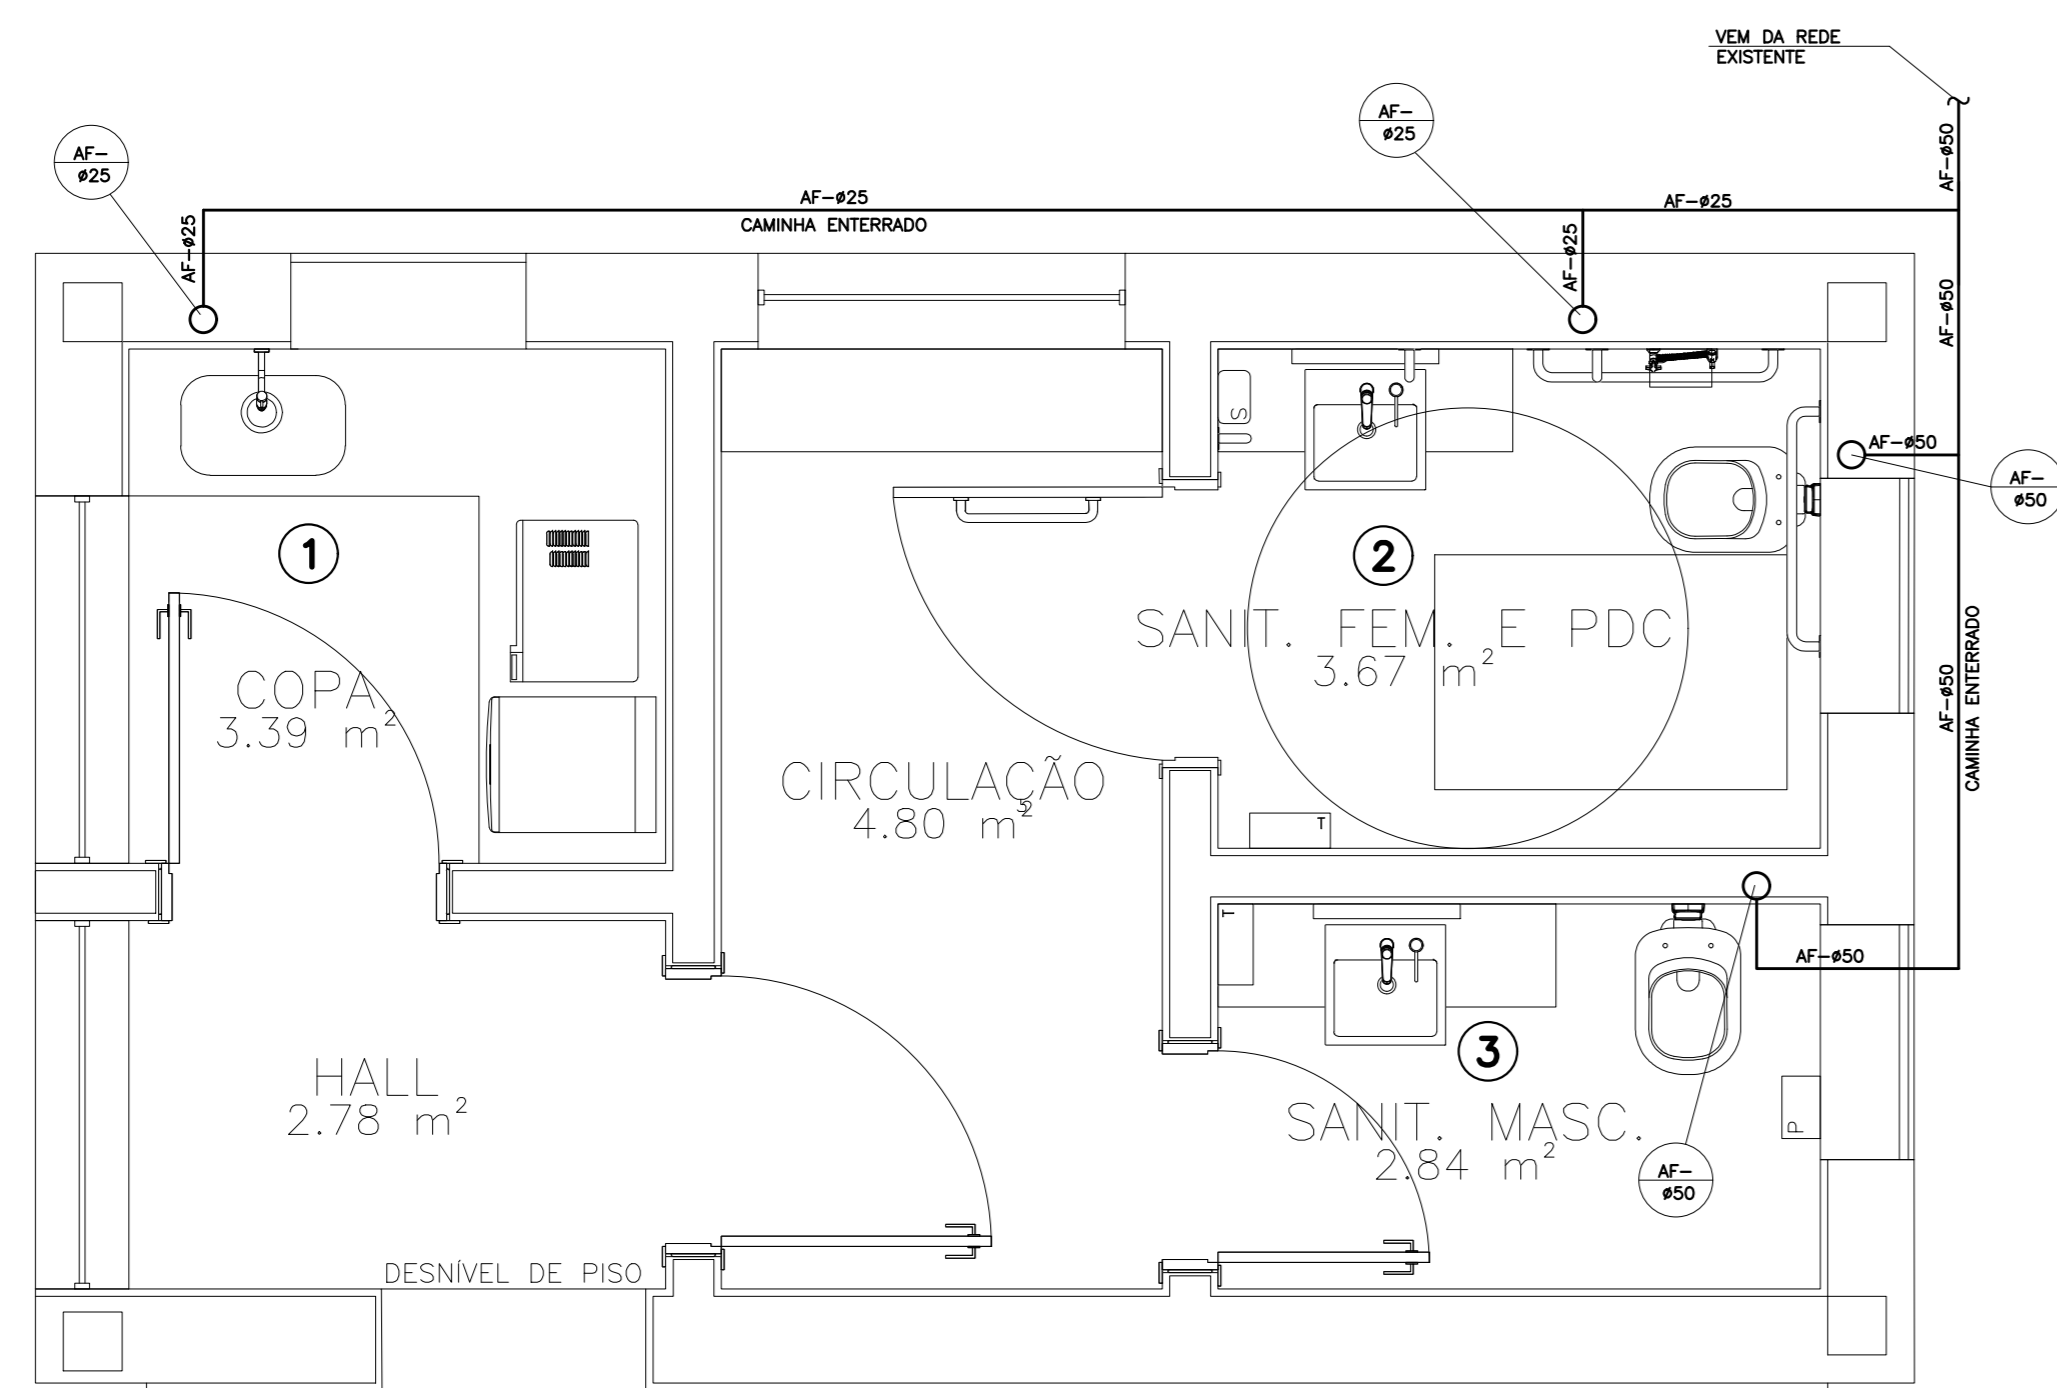 VEM DA REDE
EXISTENTE
AF-
ø25
AF-
ø25
AF-ø50
AF-ø25
AF-ø25
CAMINHA ENTERRADO
AF-ø25
AF-ø25
AF-ø50
S
AF-ø50
AF-
ø50
1
2
SANIT. FEM. E PDC
3.67 m²
COPA
3.39 m²
AF-ø50
CAMINHA ENTERRADO
CIRCULAÇÃO
4.80 m²
T
T
AF-ø50
3
HALL
2.78 m²
SANIT. MASC.
2.84 m²
P
AF-
ø50
DESNÍVEL DE PISO